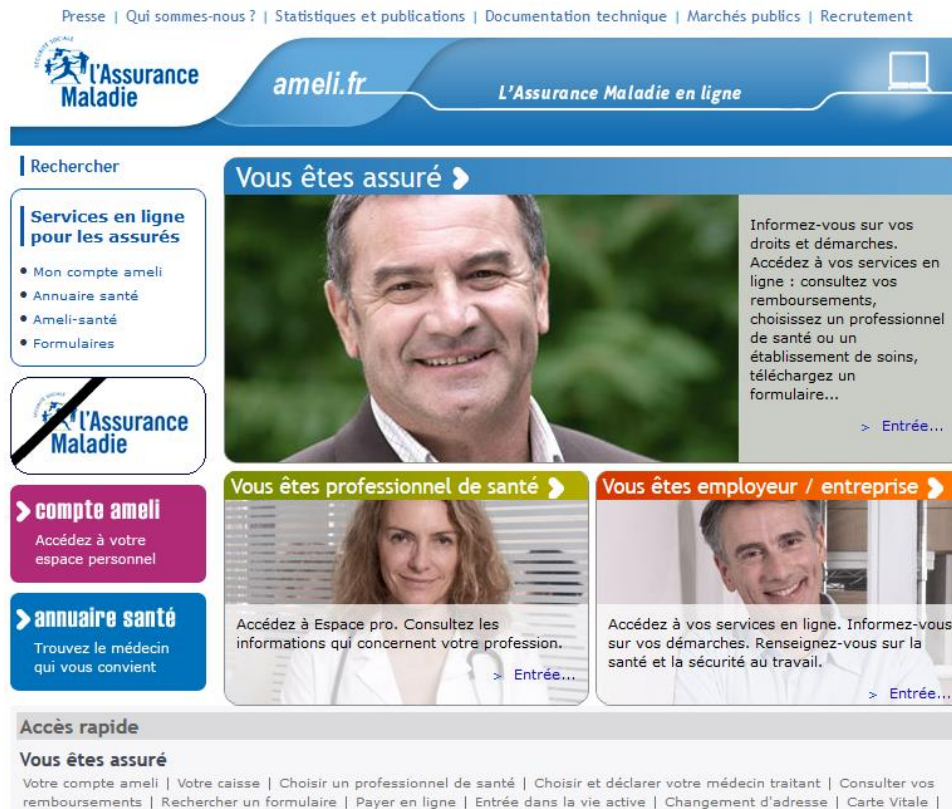 Presse | Qui sommes-nous ? | Statistiques et publications | Documentation technique | Marchés publics | Recrutement
SÉCURITÉ SOCIALE
l'Assurance
Maladie
ameli.fr
L'Assurance Maladie en ligne
Rechercher
Services en ligne
pour les assurés
Mon compte ameli
Annuaire santé
Ameli-santé
Formulaires
SÉCURITÉ SOCIALE
l'Assurance
Maladie
compte ameli
Accédez à votre
espace personnel
annuaire santé
Trouvez le médecin
qui vous convient
Vous êtes assuré
Informez-vous sur vos
droits et démarches.
Accédez à vos services en
ligne : consultez vos
remboursements,
choisissez un professionnel
de santé ou un
établissement de soins,
téléchargez un
formulaire...
> Entrée...
Vous êtes professionnel de santé
Accédez à Espace pro. Consultez les
informations qui concernent votre profession.
> Entrée...
Vous êtes employeur / entreprise
Accédez à vos services en ligne. Informez-vous
sur vos démarches. Renseignez-vous sur la
santé et la sécurité au travail.
> Entrée...
Accès rapide
Vous êtes assuré
Votre compte ameli | Votre caisse | Choisir un professionnel de santé | Choisir et déclarer votre médecin traitant | Consulter vos
remboursements | Rechercher un formulaire | Payer en ligne | Entrée dans la vie active | Changement d'adresse | Carte Vitale